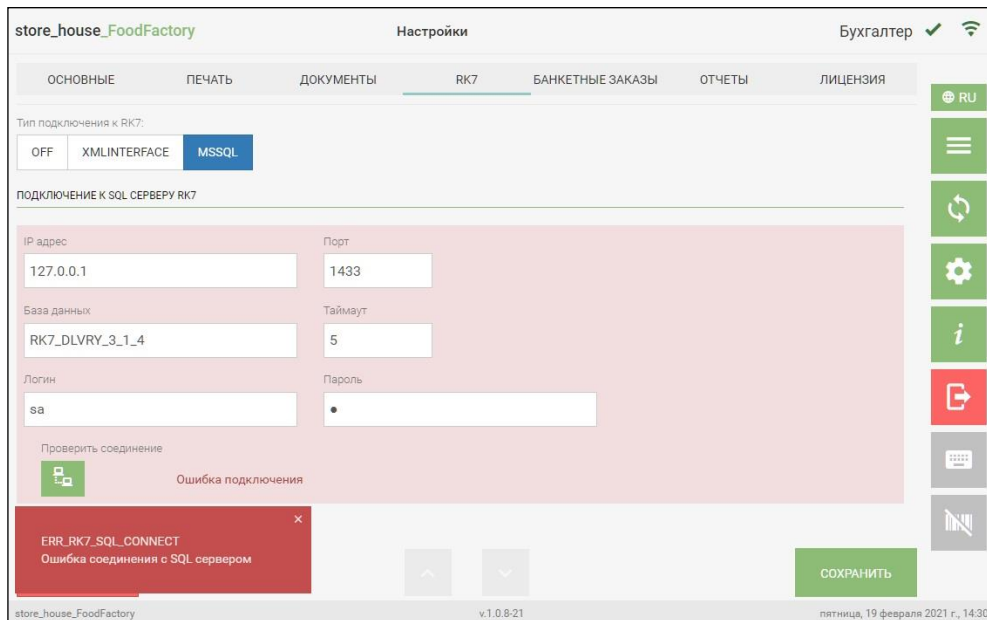 store_house_FoodFactory Настройки Бухгалтер
ОСНОВНЫЕ ПЕЧАТЬ ДОКУМЕНТЫ RK7 БАНКЕТНЫЕ ЗАКАЗЫ ОТЧЕТЫ ЛИЦЕНЗИЯ
RU
Тип подключения к RK7:
OFF XMLINTERFACE MSSQL
ПОДКЛЮЧЕНИЕ К SQL СЕРВЕРУ RK7
IP адрес Порт
127.0.0.1 1433
База данных Таймаут
RK7_DLVRY_3_1_4 5
Логин Пароль
sa ●
Проверить соединение
Ошибка подключения
ERR_RK7_SQL_CONNECT
Ошибка соединения с SQL сервером
СОХРАНИТЬ
store_house_FoodFactory v.1.0.8-21 пятница, 19 февраля 2021 г., 14:30